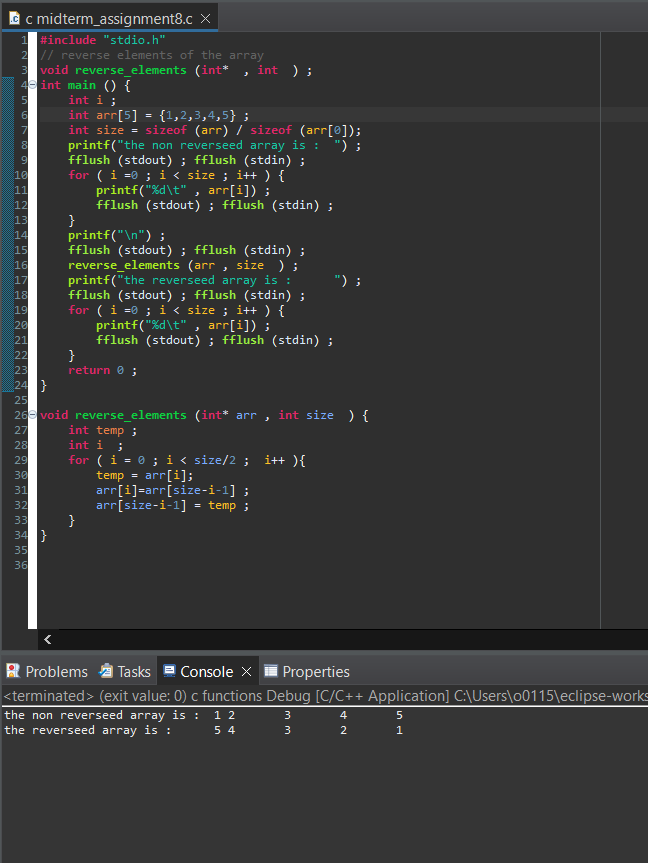 c midterm_assignment8.c
1 #include "stdio.h"
2 // reverse elements of the array
3 void reverse_elements (int* , int ) ;
4 int main () {
5 int i ;
6 int arr[5] = {1,2,3,4,5} ;
7 int size = sizeof (arr) / sizeof (arr[0]);
8 printf("the non reverseed array is :  ") ;
9 fflush (stdout) ; fflush (stdin) ;
10 for ( i =0 ; i < size ; i++ ) {
11 printf("%d\t" , arr[i]) ;
12 fflush (stdout) ; fflush (stdin) ;
13 }
14 printf("\n") ;
15 fflush (stdout) ; fflush (stdin) ;
16 reverse_elements (arr , size  ) ;
17 printf("the reverseed array is :      ") ;
18 fflush (stdout) ; fflush (stdin) ;
19 for ( i =0 ; i < size ; i++ ) {
20 printf("%d\t" , arr[i]) ;
21 fflush (stdout) ; fflush (stdin) ;
22 }
23 return 0 ;
24 }
25
26 void reverse_elements (int* arr , int size  ) {
27 int temp ;
28 int i  ;
29 for ( i = 0 ; i < size/2 ;  i++ ){
30 temp = arr[i];
31 arr[i]=arr[size-i-1] ;
32 arr[size-i-1] = temp ;
33 }
34 }
35
36
Problems Tasks Console Properties
<terminated> (exit value: 0) c functions Debug [C/C++ Application] C:\Users\o0115\eclipse-works
the non reverseed array is :  1 2 3 4 5
the reverseed array is :      5 4 3 2 1